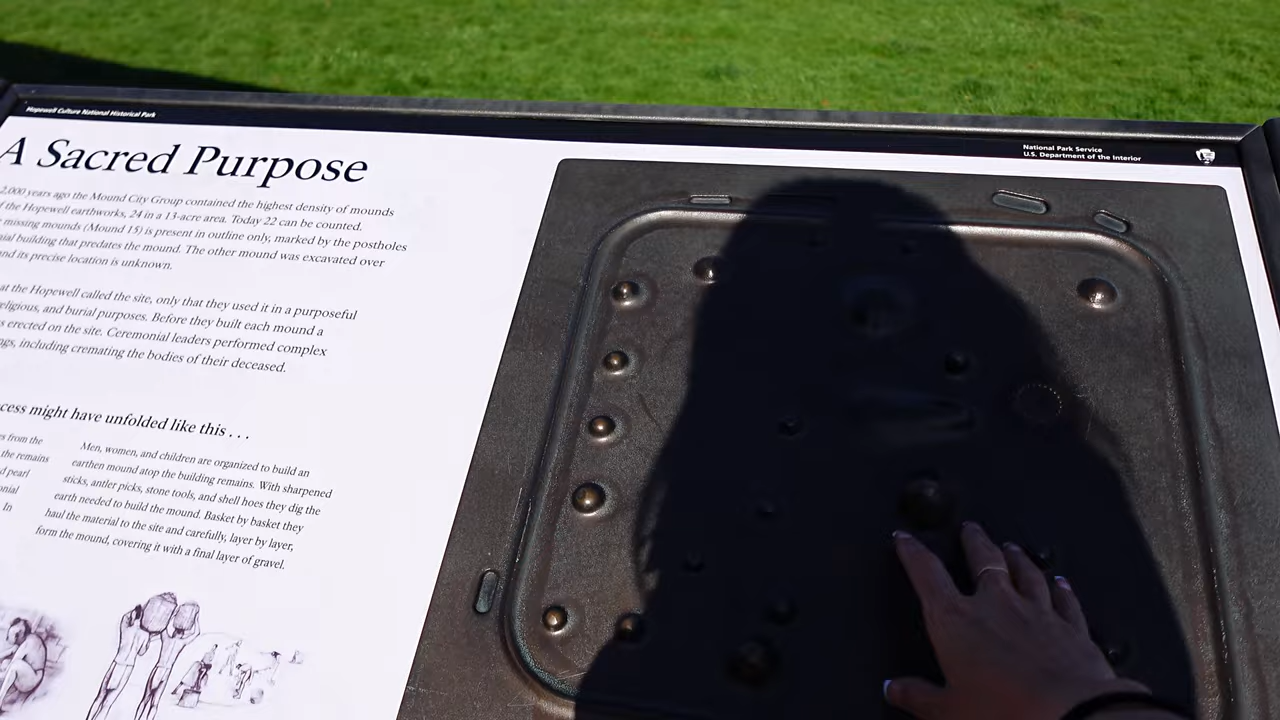 Hopewell Culture National Historical Park
National Park Service
U.S. Department of the Interior
A Sacred Purpose
2,000 years ago the Mound City Group contained the highest density of mounds
the Hopewell earthworks, 24 in a 13-acre area. Today 22 can be counted.
missing mounds (Mound 15) is present in outline only, marked by the postholes
building that predates the mound. The other mound was excavated over
its precise location is unknown.
at the Hopewell called the site, only that they used it in a purposeful
religious, and burial purposes. Before they built each mound a
erected on the site. Ceremonial leaders performed complex
including cremating the bodies of their deceased.
might have unfolded like this . . .
from the
the remains
pearl
In
Men, women, and children are organized to build an
earthen mound atop the building remains. With sharpened
sticks, antler picks, stone tools, and shell hoes they dig the
earth needed to build the mound. Basket by basket they
haul the material to the site and carefully, layer by layer,
form the mound, covering it with a final layer of gravel.